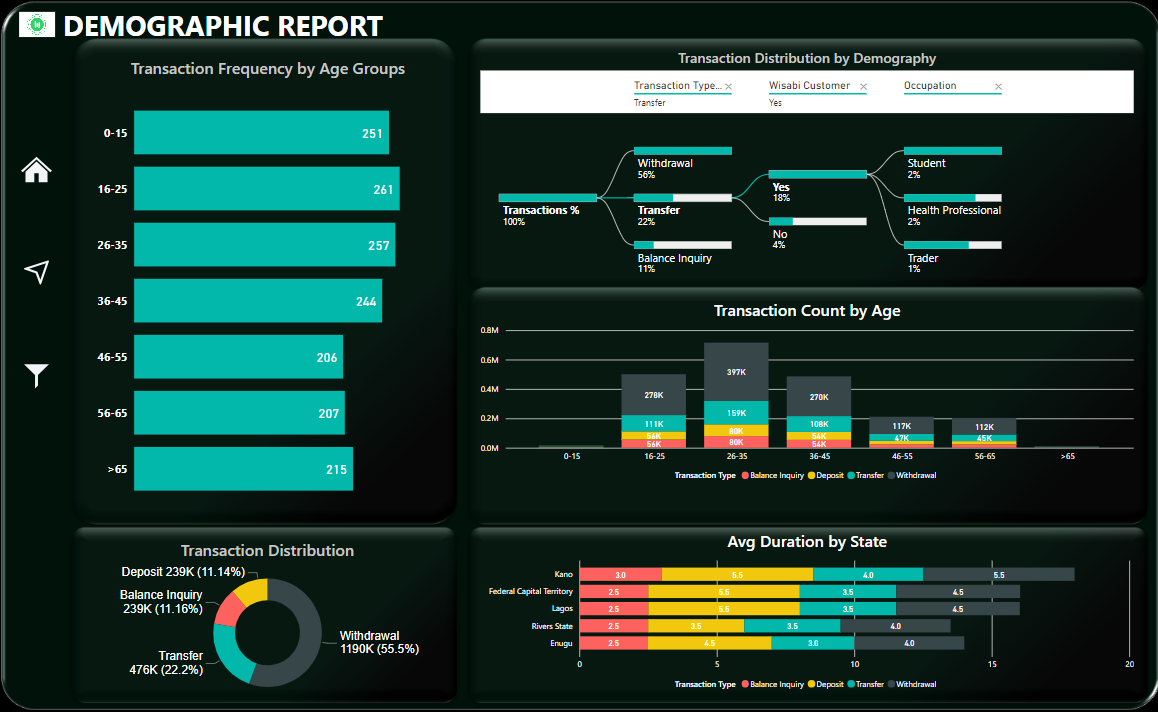 DEMOGRAPHIC REPORT
Transaction Frequency by Age Groups
0-15 251
16-25 261
26-35 257
36-45 244
46-55 206
56-65 207
>65 215
Transaction Distribution by Demography
Transaction Type... × Wisabi Customer × Occupation ×
Transfer Yes
Transactions %
100%
Withdrawal
56%
Transfer
22%
Balance Inquiry
11%
Yes
18%
No
4%
Student
2%
Health Professional
2%
Trader
1%
Transaction Count by Age
0.8M
0.6M
0.4M
0.2M
0.0M
278K
111K
56K
56K
397K
159K
80K
80K
270K
108K
54K
54K
117K
47K
112K
45K
0-15 16-25 26-35 36-45 46-55 56-65 >65
Transaction Type Balance Inquiry Deposit Transfer Withdrawal
Transaction Distribution
Deposit 239K (11.14%)
Balance Inquiry
239K (11.16%)
Transfer
476K (22.2%)
Withdrawal
1190K (55.5%)
Avg Duration by State
Kano 3.0 5.5 4.0 5.5
Federal Capital Territory 2.5 5.5 3.5 4.5
Lagos 2.5 5.5 3.5 4.5
Rivers State 2.5 3.5 3.5 4.0
Enugu 2.5 4.5 3.0 4.0
0 5 10 15 20
Transaction Type Balance Inquiry Deposit Transfer Withdrawal